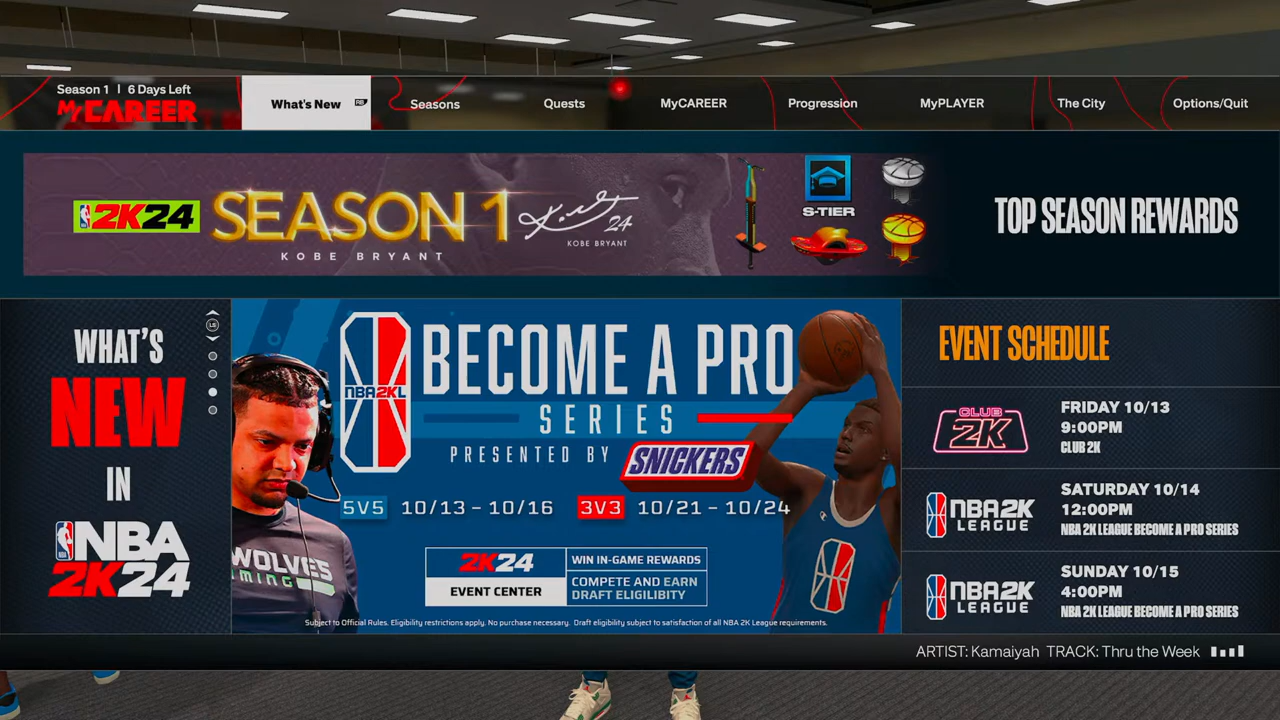 Season 1 | 6 Days Left
MyCAREER
What's New
RB
Seasons
Quests
MyCAREER
Progression
MyPLAYER
The City
Options/Quit
2K24
SEASON 1
24
KOBE BRYANT
KOBE BRYANT
S-TIER
TOP SEASON REWARDS
WHAT'S
NEW
IN
NBA
2K24
LS
NBA2KL
BECOME A PRO
SERIES
PRESENTED BY SNICKERS
5V5 10/13 - 10/16 3V3 10/21 - 10/24
2K24
EVENT CENTER
WIN IN-GAME REWARDS
COMPETE AND EARN
DRAFT ELIGILIBITY
WOLVES
MING
Subject to Official Rules. Eligibility restrictions apply. No purchase necessary. Draft eligibility subject to satisfaction of all NBA 2K League requirements.
EVENT SCHEDULE
CLUB
2K
FRIDAY 10/13
9:00PM
CLUB 2K
NBA2K
LEAGUE
SATURDAY 10/14
12:00PM
NBA 2K LEAGUE BECOME A PRO SERIES
NBA2K
LEAGUE
SUNDAY 10/15
4:00PM
NBA 2K LEAGUE BECOME A PRO SERIES
ARTIST: Kamaiyah TRACK: Thru the Week